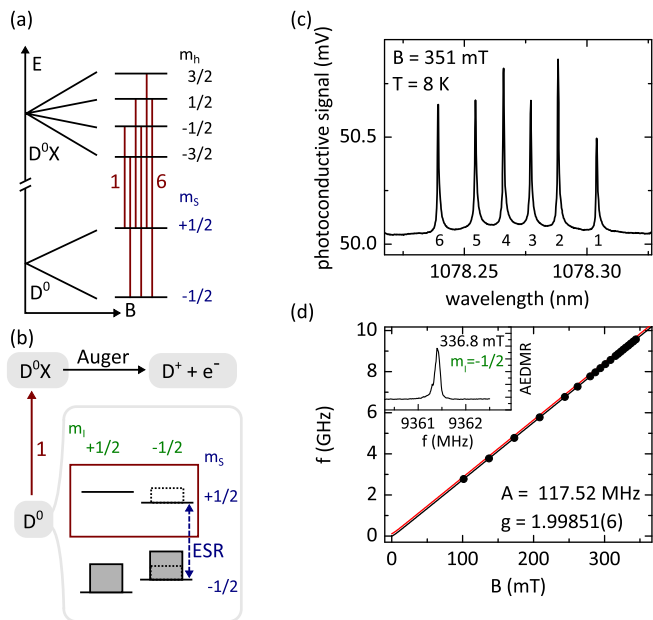 (a)
E
m_h
3/2
1/2
-1/2
-3/2
D⁰X
1
6
m_S
+1/2
D⁰
-1/2
B
(b)
D⁰X
Auger
D⁺ + e⁻
1
m_I
+1/2
-1/2
m_S
+1/2
D⁰
ESR
-1/2
(c)
photoconductive signal (mV)
B = 351 mT
T = 8 K
50.5
50.0
6 5 4 3 2 1
1078.25 1078.30
wavelength (nm)
(d)
f (GHz)
10
8
6
4
2
0
336.8 mT
m_I=-1/2
AEDMR
9361 9362
f (MHz)
A = 117.52 MHz
g = 1.99851(6)
0 100 200 300
B (mT)